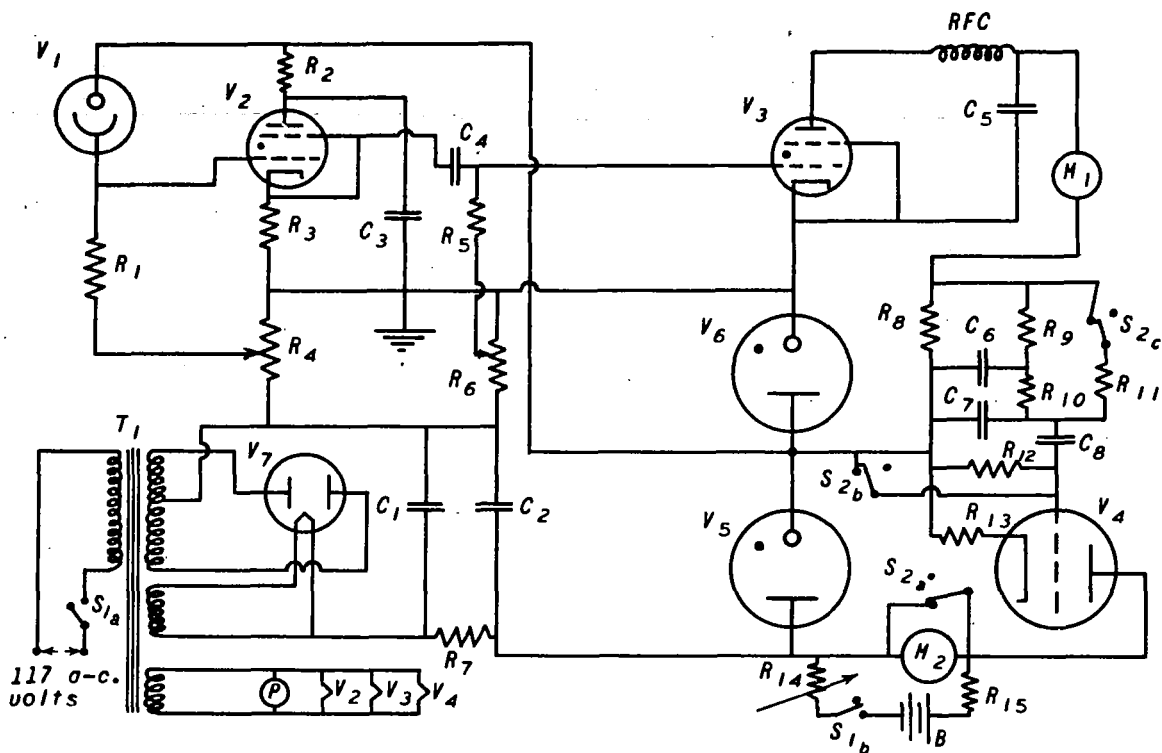 RFC
V1
R2
V2
V3
C5
C4
M1
R3
C3
R5
R1
R8
C6
R9
S2c
V6
R4
R6
C7
R10
R11
T1
C8
V7
R12
S2b
C1
C2
V5
R13
V4
S1a
S2a
R7
M2
117 a-c.
volts
P
V2
V3
V4
R14
R15
S1b
B